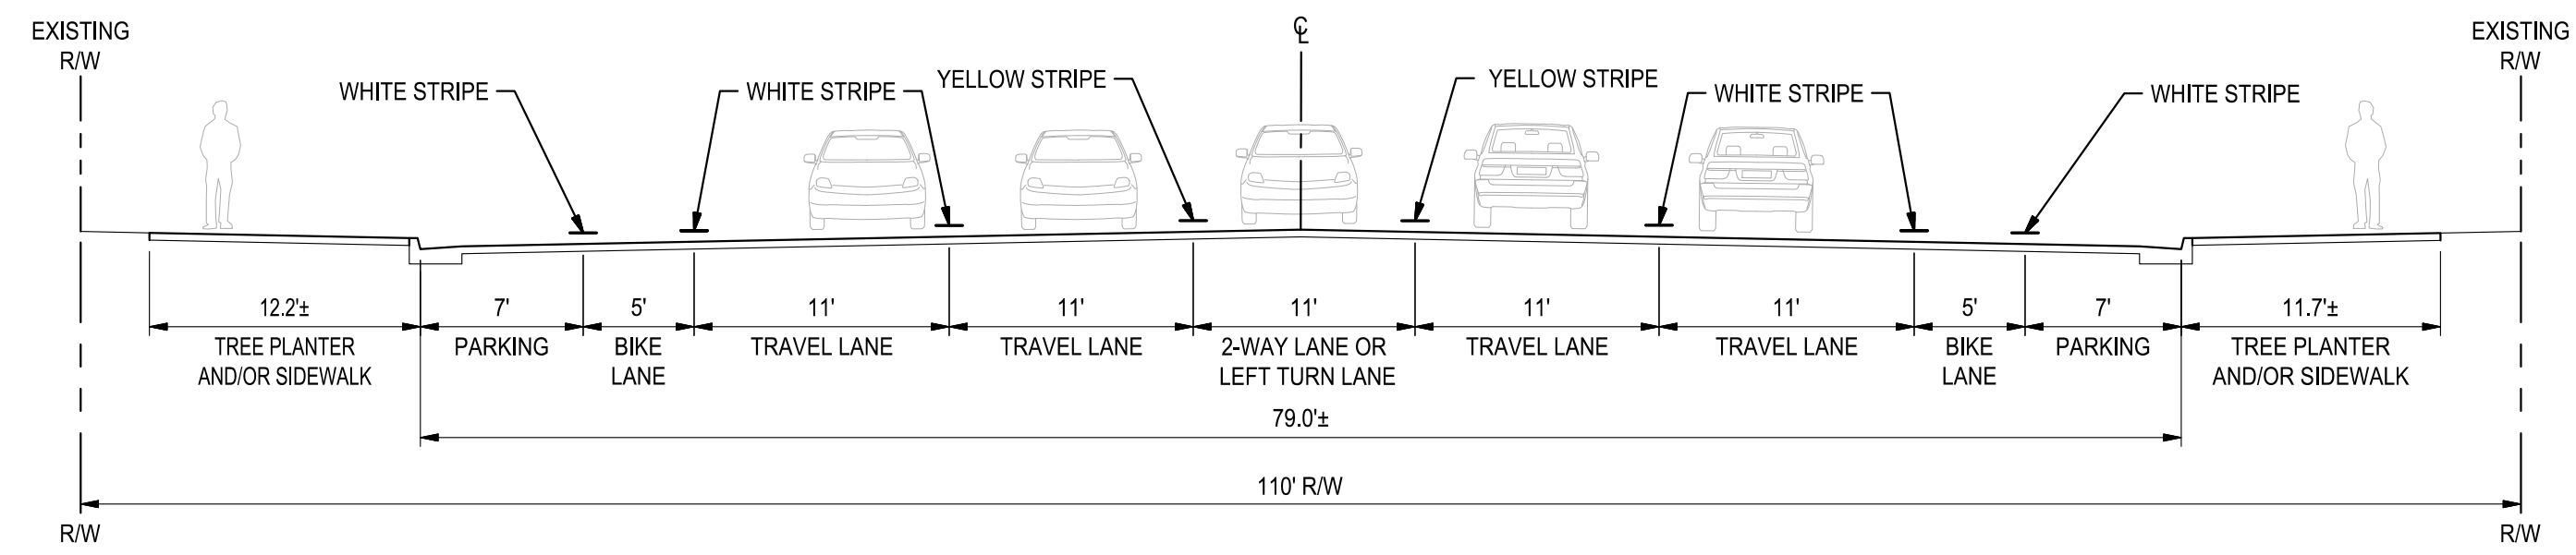 EXISTING
R/W
WHITE STRIPE
WHITE STRIPE
YELLOW STRIPE
℄
YELLOW STRIPE
WHITE STRIPE
WHITE STRIPE
EXISTING
R/W
12.2'±
7'
5'
11'
11'
11'
11'
11'
5'
7'
11.7'±
TREE PLANTER
AND/OR SIDEWALK
PARKING
BIKE
LANE
TRAVEL LANE
TRAVEL LANE
2-WAY LANE OR
LEFT TURN LANE
TRAVEL LANE
TRAVEL LANE
BIKE
LANE
PARKING
TREE PLANTER
AND/OR SIDEWALK
79.0'±
110' R/W
R/W
R/W